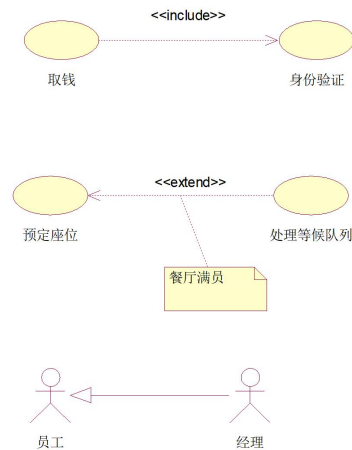 <<include>>
取钱
身份验证
<<extend>>
预定座位
处理等候队列
餐厅满员
员工
经理